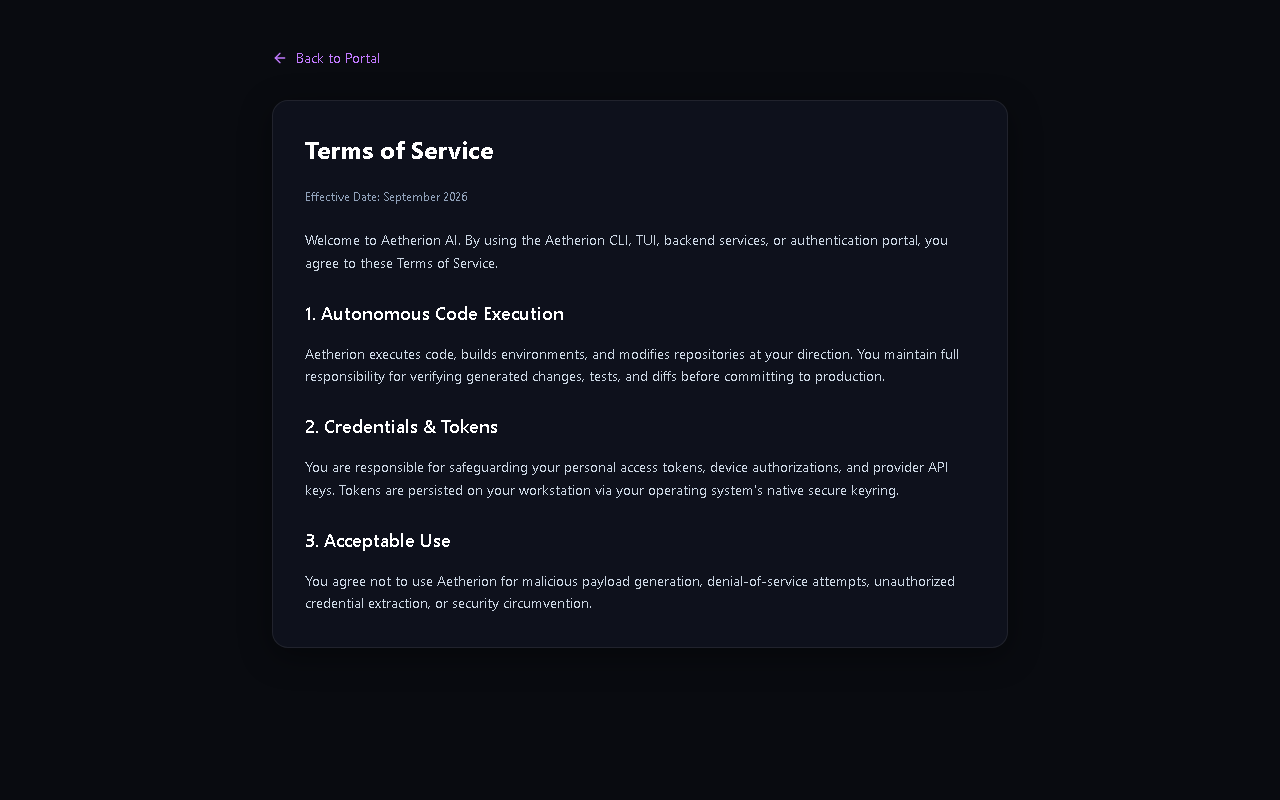 Back to Portal
Terms of Service
Effective Date: September 2026
Welcome to Aetherion AI. By using the Aetherion CLI, TUI, backend services, or authentication portal, you
agree to these Terms of Service.
1. Autonomous Code Execution
Aetherion executes code, builds environments, and modifies repositories at your direction. You maintain full
responsibility for verifying generated changes, tests, and diffs before committing to production.
2. Credentials & Tokens
You are responsible for safeguarding your personal access tokens, device authorizations, and provider API
keys. Tokens are persisted on your workstation via your operating system's native secure keyring.
3. Acceptable Use
You agree not to use Aetherion for malicious payload generation, denial-of-service attempts, unauthorized
credential extraction, or security circumvention.